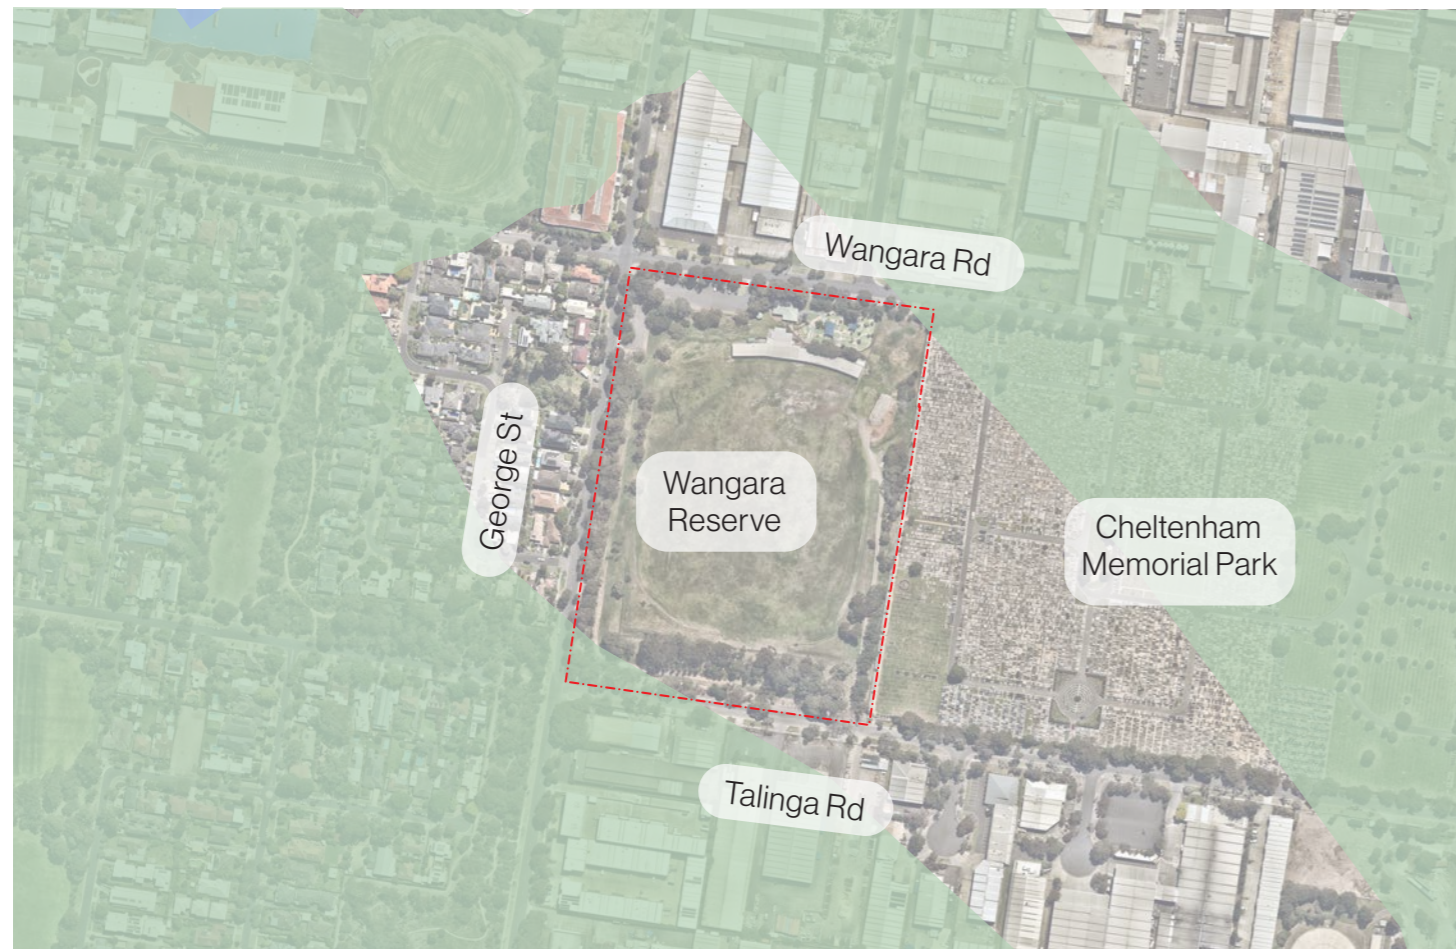 Wangara Rd
George St
Wangara
Reserve
Cheltenham
Memorial Park
Talinga Rd